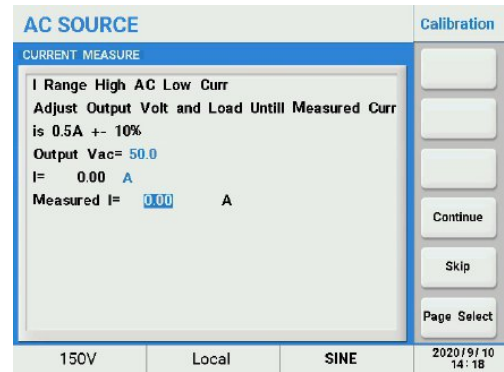 AC SOURCE
Calibration
CURRENT MEASURE
I Range High AC Low Curr
Adjust Output Volt and Load Untill Measured Curr
is 0.5A +- 10%
Output Vac= 50.0
I= 0.00 A
Measured I= 0.00 A
Continue
Skip
Page Select
150V
Local
SINE
2020/9/10
14:18